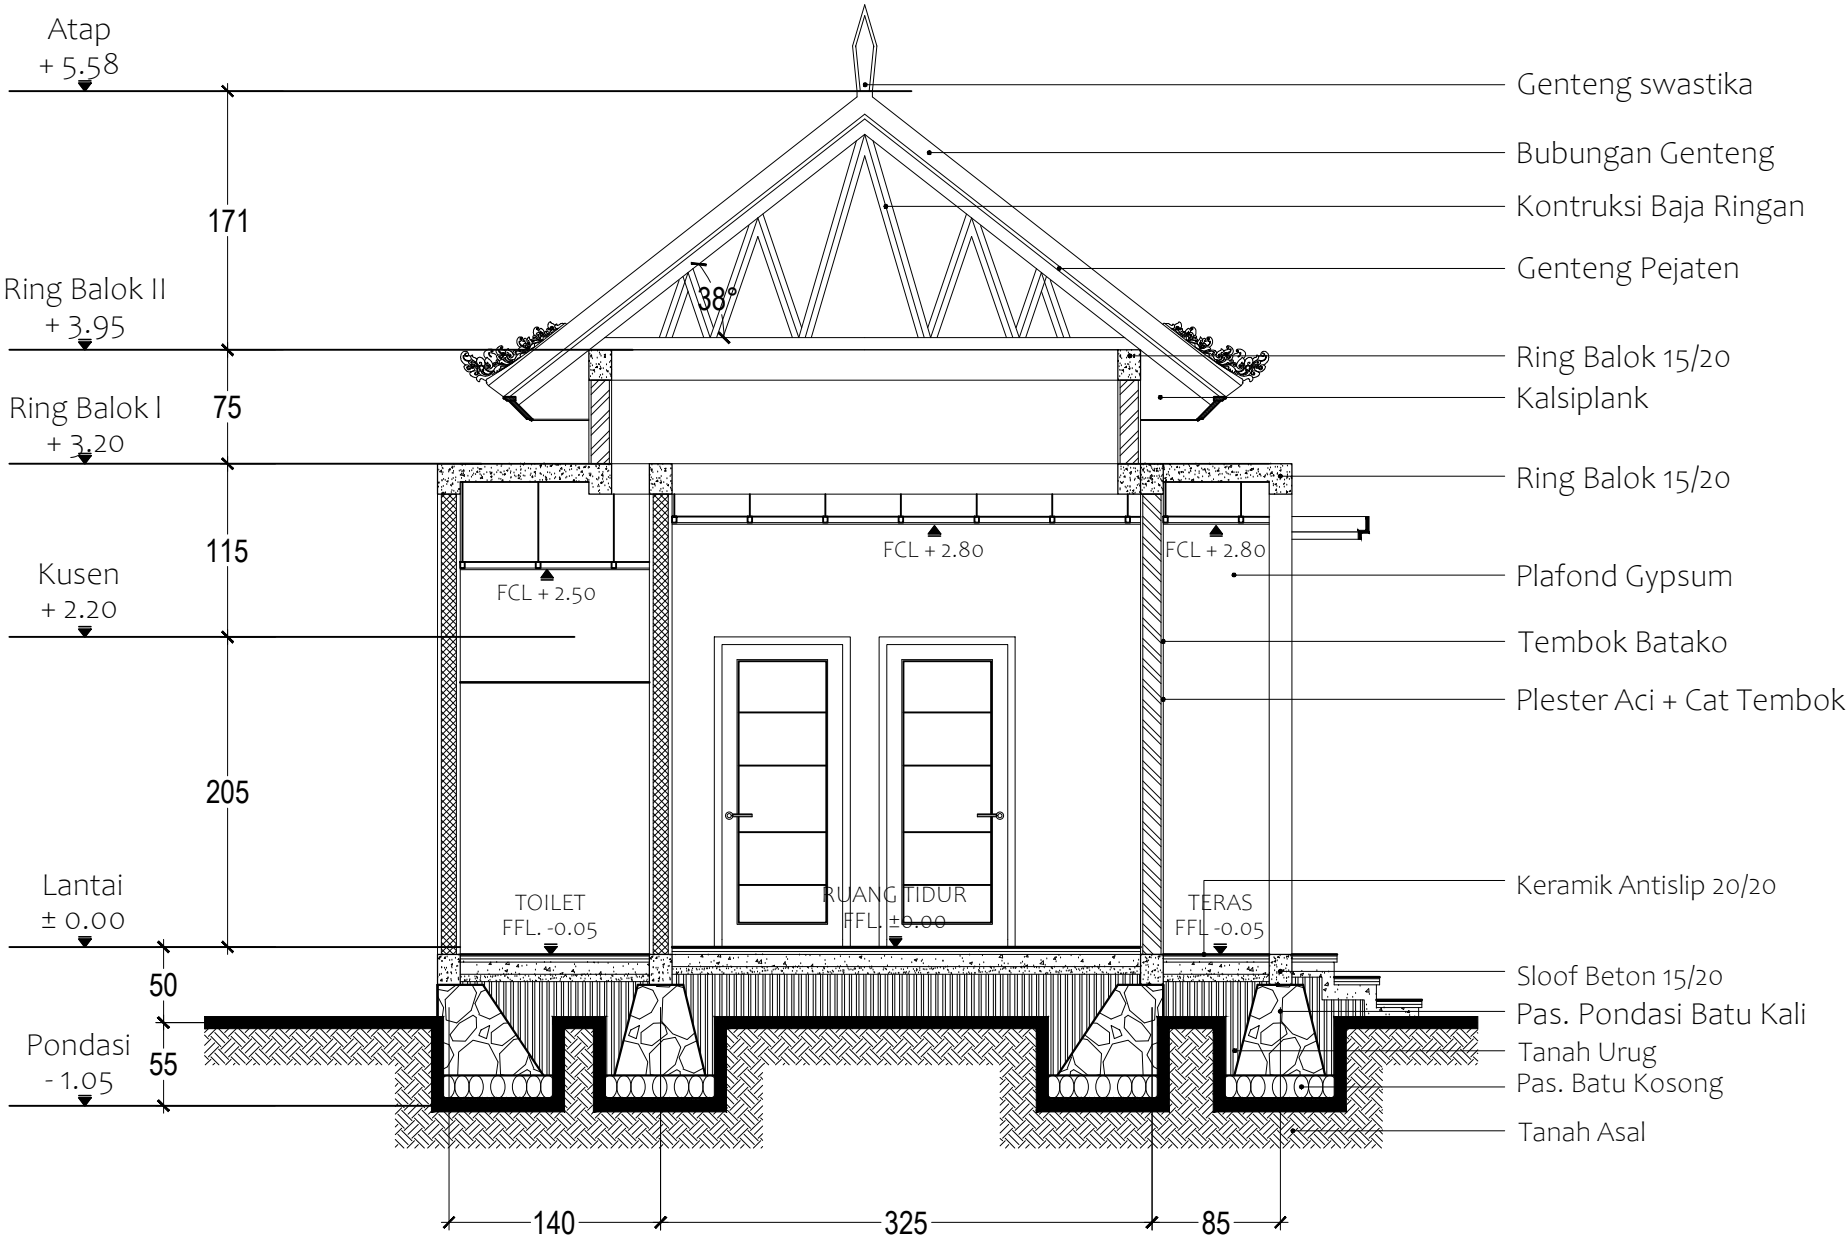 Atap
+ 5.58
Genteng swastika
Bubungan Genteng
Kontruksi Baja Ringan
171
Genteng Pejaten
38°
Ring Balok II
+ 3.95
Ring Balok 15/20
Kalsiplank
75
Ring Balok I
+ 3.20
Ring Balok 15/20
115
FCL + 2.80
FCL + 2.80
Kusen
+ 2.20
FCL + 2.50
Plafond Gypsum
Tembok Batako
Plester Aci + Cat Tembok
205
Lantai
± 0.00
TOILET
FFL. -0.05
RUANG TIDUR
FFL. ±0.00
TERAS
FFL -0.05
Keramik Antislip 20/20
50
Sloof Beton 15/20
Pas. Pondasi Batu Kali
Pondasi
- 1.05
55
Tanah Urug
Pas. Batu Kosong
Tanah Asal
140
325
85